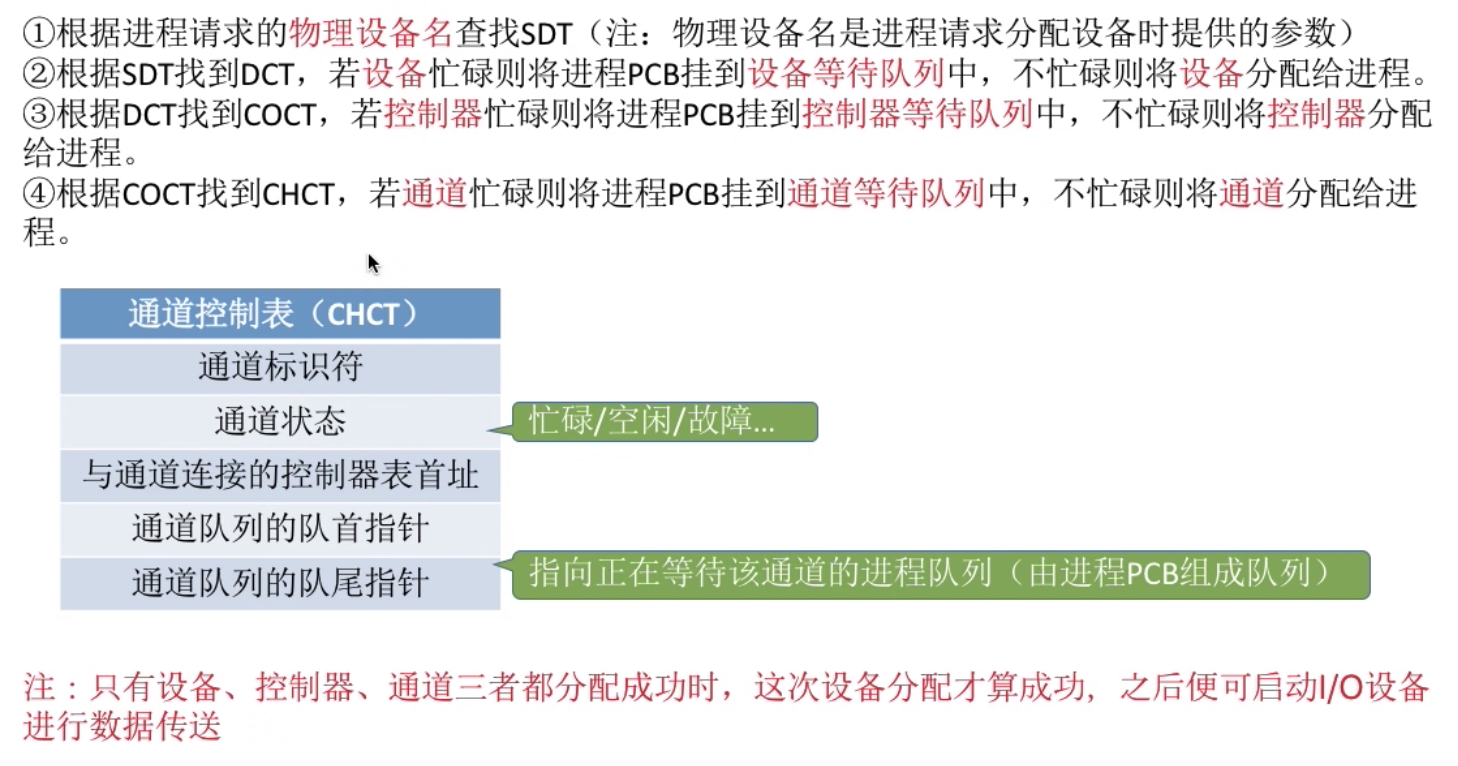 ①根据进程请求的物理设备名查找SDT（注：物理设备名是进程请求分配设备时提供的参数）
②根据SDT找到DCT，若设备忙碌则将进程PCB挂到设备等待队列中，不忙碌则将设备分配给进程。
③根据DCT找到COCT，若控制器忙碌则将进程PCB挂到控制器等待队列中，不忙碌则将控制器分配
给进程。
④根据COCT找到CHCT，若通道忙碌则将进程PCB挂到通道等待队列中，不忙碌则将通道分配给进
程。
通道控制表（CHCT）
通道标识符
通道状态
忙碌/空闲/故障...
与通道连接的控制器表首址
通道队列的队首指针
通道队列的队尾指针
指向正在等待该通道的进程队列（由进程PCB组成队列）
注：只有设备、控制器、通道三者都分配成功时，这次设备分配才算成功，之后便可启动I/O设备
进行数据传送